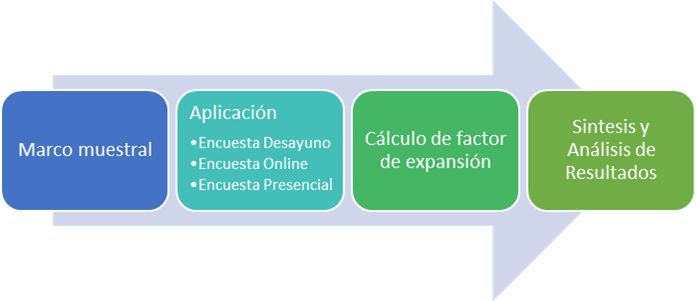 Marco muestral
Aplicación
•Encuesta Desayuno
•Encuesta Online
•Encuesta Presencial
Cálculo de factor
de expansión
Sintesis y
Análisis de
Resultados